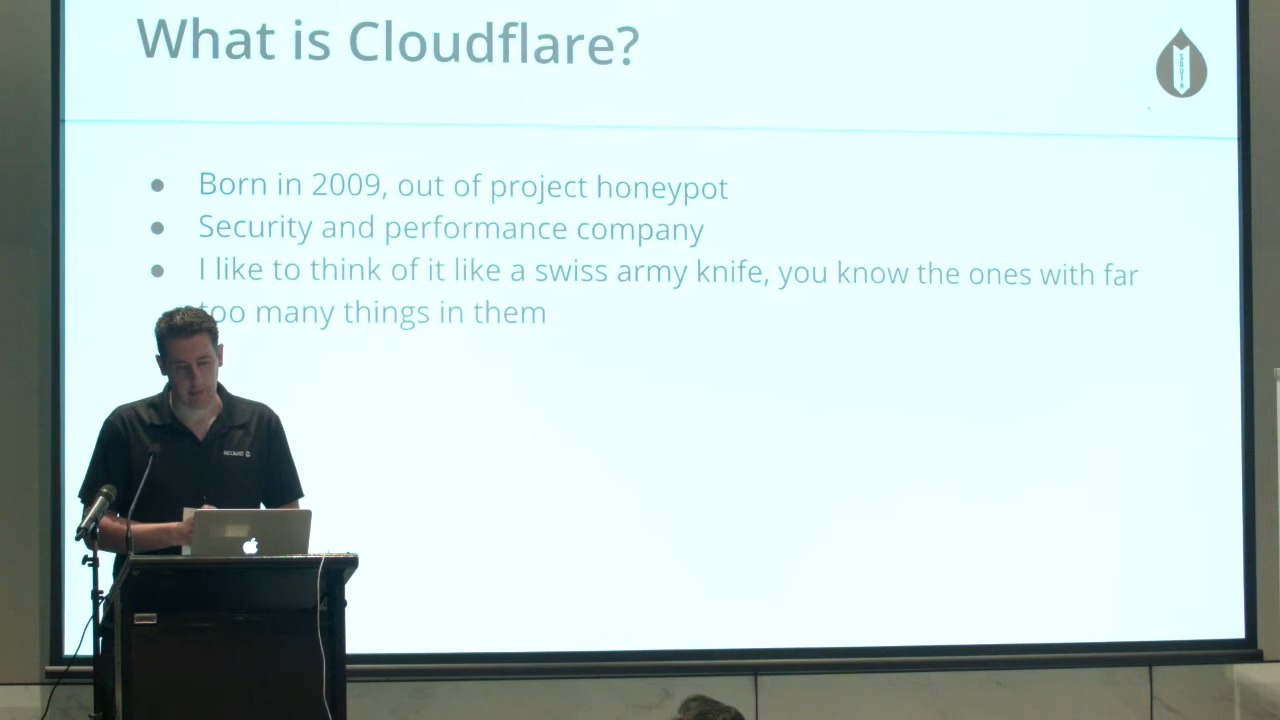 What is Cloudflare?
SOUTH
● Born in 2009, out of project honeypot
● Security and performance company
● I like to think of it like a swiss army knife, you know the ones with far
too many things in them